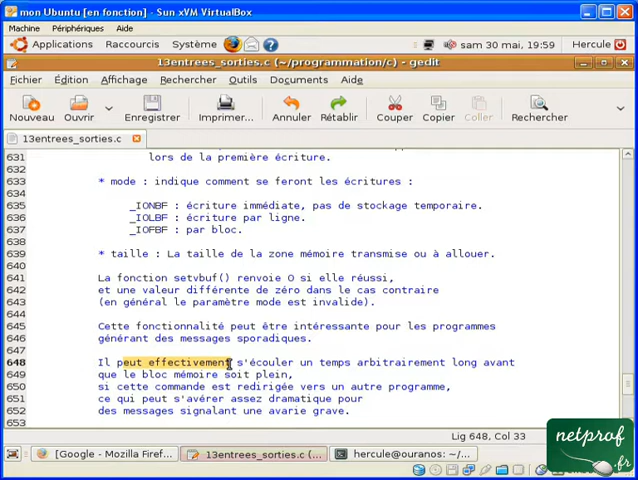 mon Ubuntu [en fonction] - Sun xVM VirtualBox
Machine Périphériques Aide
Applications Raccourcis Système sam 30 mai, 19:59 Hercule
13entrees_sorties.c (~/programmation/c) - gedit
Fichier Édition Affichage Rechercher Outils Documents Aide
Nouveau Ouvrir Enregistrer Imprimer... Annuler Rétablir Couper Copier Coller Rechercher
13entrees_sorties.c
631 lors de la première écriture.
632
633 * mode : indique comment se feront les écritures :
634
635 _IONBF : écriture immédiate, pas de stockage temporaire.
636 _IOLBF : écriture par ligne.
637 _IOFBF : par bloc.
638
639 * taille : La taille de la zone mémoire transmise ou à allouer.
640
641 La fonction setvbuf() renvoie 0 si elle réussi,
642 et une valeur différente de zéro dans le cas contraire
643 (en général le paramètre mode est invalide).
644
645 Cette fonctionnalité peut être intéressante pour les programmes
646 générant des messages sporadiques.
647
648 Il peut effectivement s'écouler un temps arbitrairement long avant
649 que le bloc mémoire soit plein,
650 si cette commande est redirigée vers un autre programme,
651 ce qui peut s'avérer assez dramatique pour
652 des messages signalant une avarie grave.
653
Lig 648, Col 33
[Google - Mozilla Firef... 13entrees_sorties.c (... hercule@ouranos: ~/...
netprof
.fr